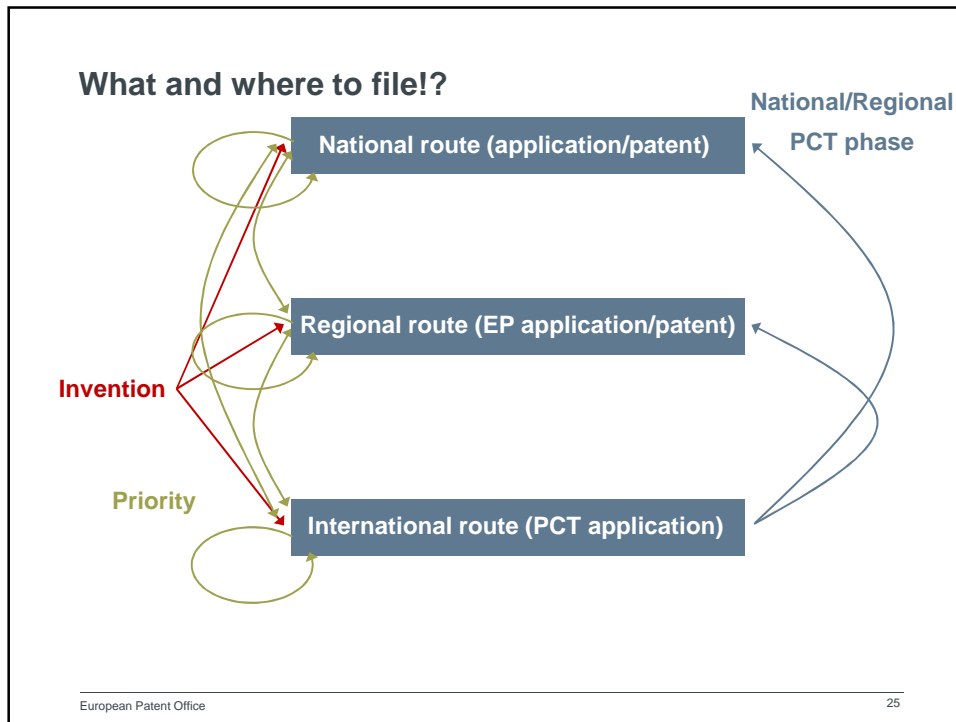 What and where to file!?
National/Regional
PCT phase
National route (application/patent)
Regional route (EP application/patent)
Invention
Priority
International route (PCT application)
European Patent Office
25